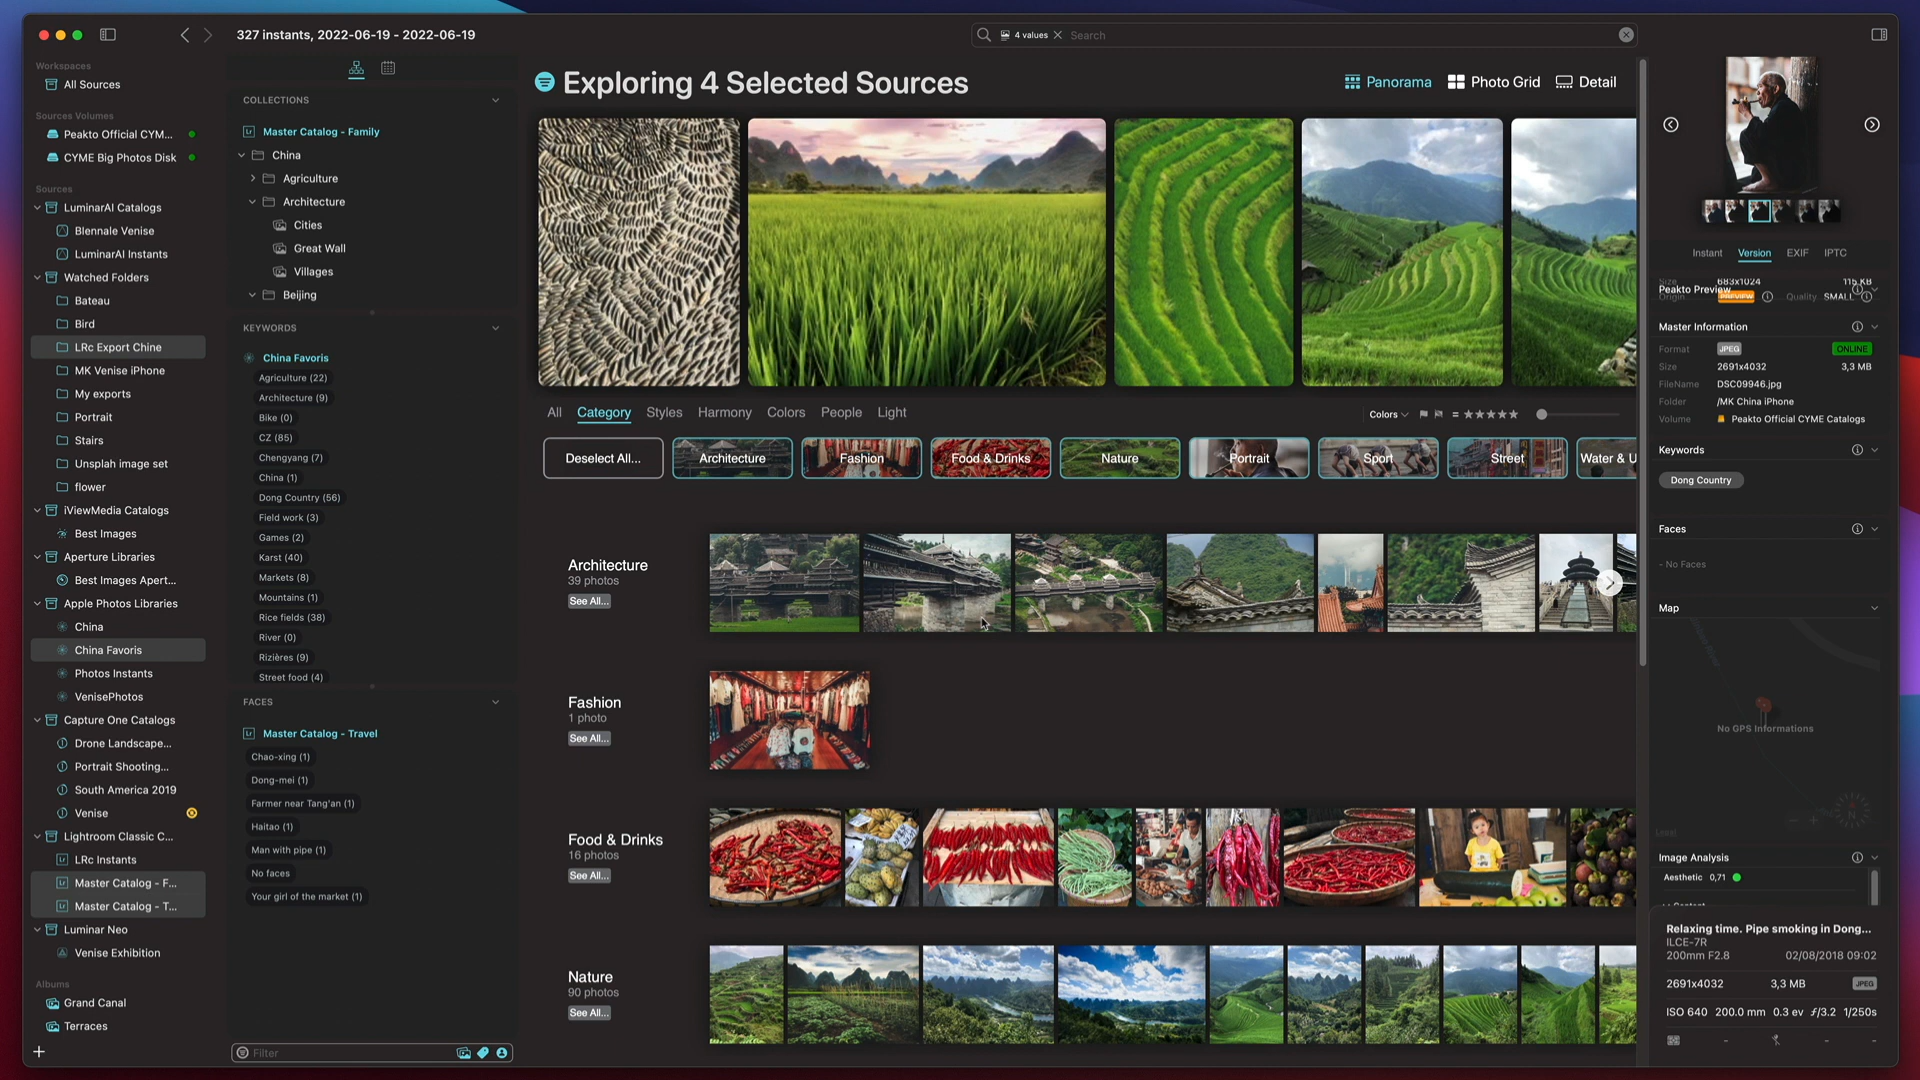 327 instants, 2022-06-19 - 2022-06-19
4 values
Search
Workspaces
All Sources
Sources Volumes
Peakto Official CYM...
CYME Big Photos Disk
Sources
LuminarAI Catalogs
BIennale Venise
LuminarAI Instants
Watched Folders
Bateau
Bird
LRc Export Chine
MK Venise iPhone
My exports
Portrait
Stairs
Unsplah image set
flower
iViewMedia Catalogs
Best Images
Aperture Libraries
Best Images Apert...
Apple Photos Libraries
China
China Favoris
Photos Instants
VenisePhotos
Capture One Catalogs
Drone Landscape...
Portrait Shooting...
South America 2019
Venise
Lightroom Classic C...
LRc Instants
Master Catalog - F...
Master Catalog - T...
Luminar Neo
Venise Exhibition
Albums
Grand Canal
Terraces
COLLECTIONS
Lr Master Catalog - Family
China
Agriculture
Architecture
Cities
Great Wall
Villages
Beijing
KEYWORDS
China Favoris
Agriculture (22)
Architecture (9)
Bike (0)
CZ (85)
Chengyang (7)
China (1)
Dong Country (56)
Field work (3)
Games (2)
Karst (40)
Markets (8)
Mountains (1)
Rice fields (38)
River (0)
Rizières (9)
Street food (4)
FACES
Lr Master Catalog - Travel
Chao-xing (1)
Dong-mei (1)
Farmer near Tang'an (1)
Haitao (1)
Man with pipe (1)
No faces
Your girl of the market (1)
Filter
Exploring 4 Selected Sources
Panorama
Photo Grid
Detail
All Category Styles Harmony Colors People Light
Colors
= ★★★★★
Deselect All...
Architecture
Fashion
Food & Drinks
Nature
Portrait
Sport
Street
Water & U
Architecture
39 photos
See All...
Fashion
1 photo
See All...
Food & Drinks
16 photos
See All...
Nature
90 photos
See All...
Instant Version EXIF IPTC
Size 683x1024 115 KB
Peakto Preview
Origin PREVIEW Quality SMALL
Master Information
Format JPEG ONLINE
Size 2691x4032 3,3 MB
FileName DSC09946.jpg
Folder /MK China iPhone
Volume Peakto Official CYME Catalogs
Keywords
Dong Country
Faces
- No Faces
Map
No GPS Informations
Legal
Image Analysis
Aesthetic 0,71
Relaxing time. Pipe smoking in Dong...
ILCE-7R
200mm F2.8 02/08/2018 09:02
2691x4032 3,3 MB JPEG
ISO 640 200.0 mm 0.3 ev ƒ/3.2 1/250s